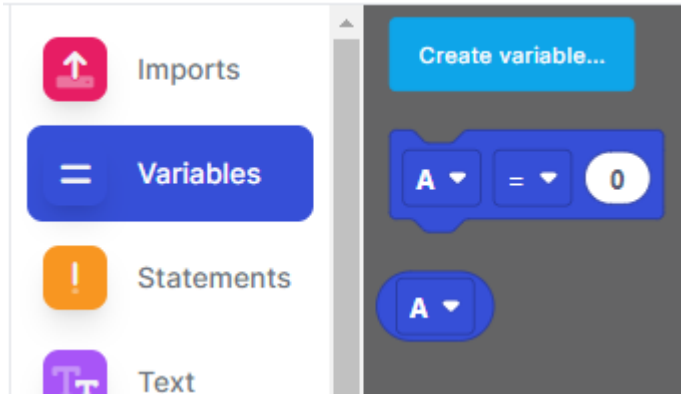 Imports
Variables
Statements
Text
Create variable...
A = 0
A